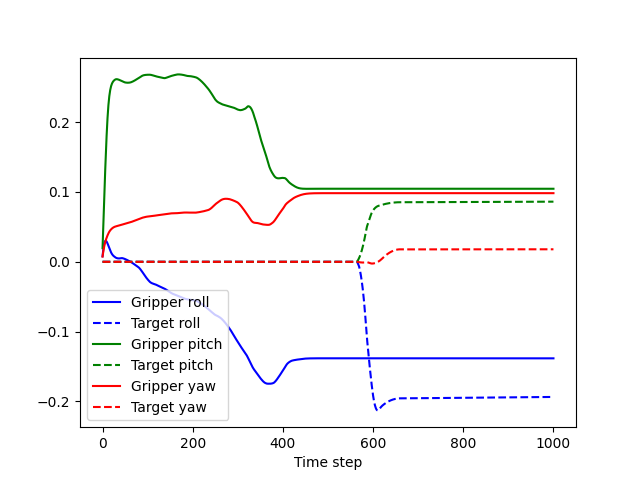 0.2
0.1
0.0
−0.1
−0.2
Gripper roll
Target roll
Gripper pitch
Target pitch
Gripper yaw
Target yaw
0 200 400 600 800 1000
Time step